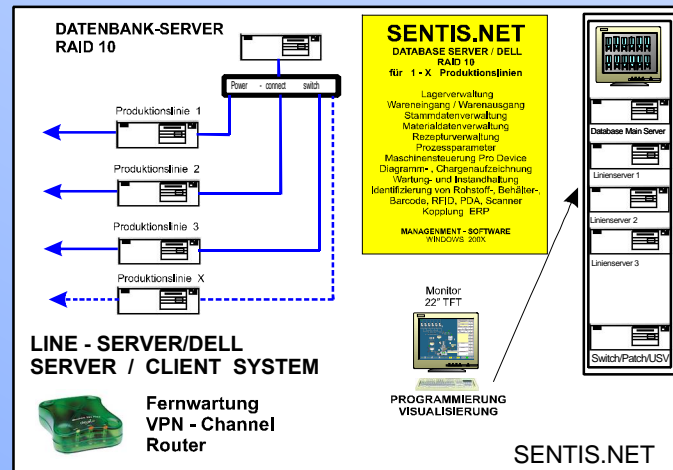 DATENBANK-SERVER
RAID 10
Power - connect switch
Produktionslinie 1
Produktionslinie 2
Produktionslinie 3
Produktionslinie X
LINE - SERVER/DELL
SERVER / CLIENT SYSTEM
Fernwartung
VPN - Channel
Router
SENTIS.NET
DATABASE SERVER / DELL
RAID 10
für 1 - X Produktionslinien
Lagerverwaltung
Wareneingang / Warenausgang
Stammdatenverwaltung
Materialdatenverwaltung
Rezepturverwaltung
Prozessparameter
Maschinensteuerung Pro Device
Diagramm- , Chargenaufzeichnung
Wartung- und Instandhaltung
Identifizierung von Rohstoff-, Behälter-,
Barcode, RFID, PDA, Scanner
Kopplung ERP
MANAGENMENT - SOFTWARE
WINDOWS 200X
Monitor
22" TFT
PROGRAMMIERUNG
VISUALISIERUNG
Database Main Server
Linienserver 1
Linienserver 2
Linienserver 3
Switch/Patch/USV
SENTIS.NET